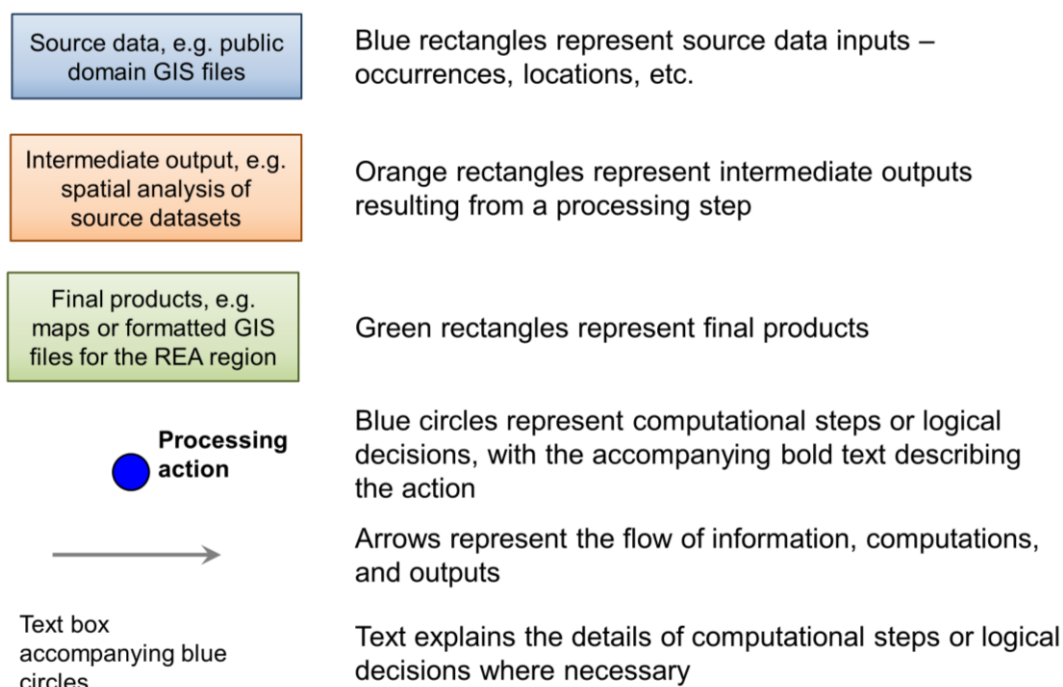 Source data, e.g. public
domain GIS files
Blue rectangles represent source data inputs –
occurrences, locations, etc.
Intermediate output, e.g.
spatial analysis of
source datasets
Orange rectangles represent intermediate outputs
resulting from a processing step
Final products, e.g.
maps or formatted GIS
files for the REA region
Green rectangles represent final products
Processing
action
Blue circles represent computational steps or logical
decisions, with the accompanying bold text describing
the action
Arrows represent the flow of information, computations,
and outputs
Text box
accompanying blue
circles
Text explains the details of computational steps or logical
decisions where necessary